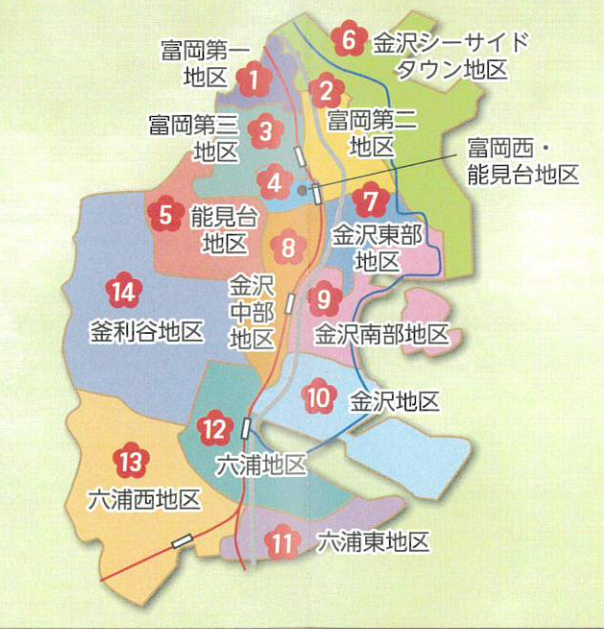 富岡第一
地区
1
6
金沢シーサイド
タウン地区
2
富岡第二
地区
富岡第三
地区
3
4
富岡西・
能見台地区
5
能見台
地区
7
金沢東部
地区
8
金沢
中部
地区
14
釜利谷地区
9
金沢南部地区
10
金沢地区
12
六浦地区
13
六浦西地区
11
六浦東地区